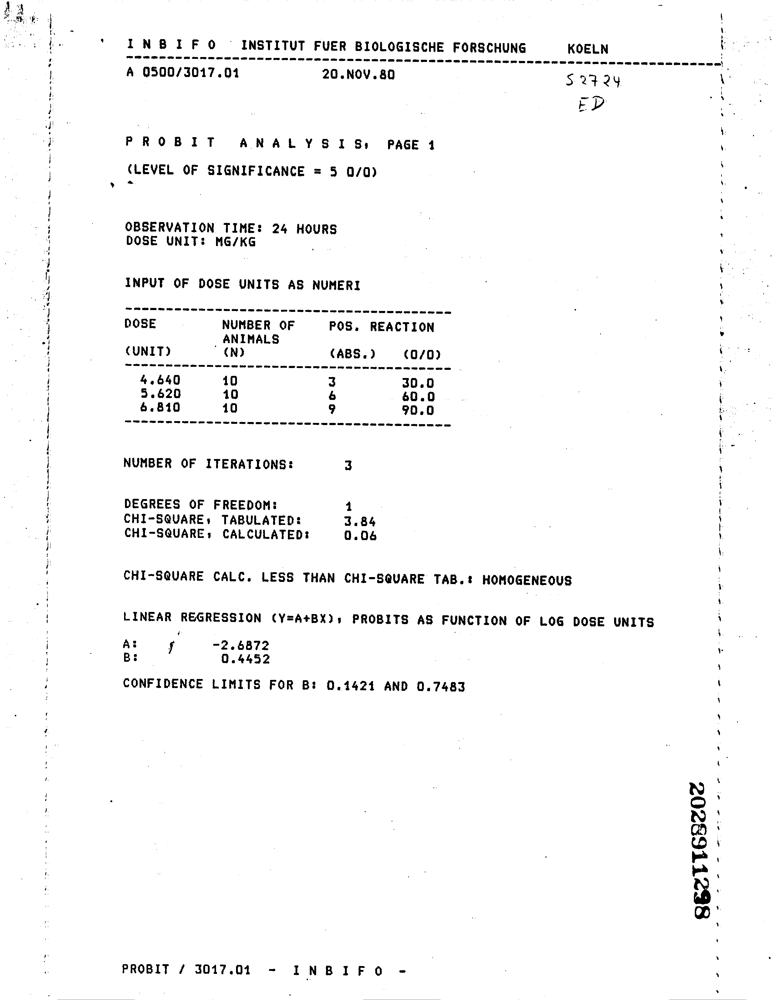 I N B I F O INSTITUT FUER BIOLOGISCHE FORSCHUNG KOELN
A 0500/3017.01 20.NOV.80
S 2724
ED
P R O B I T A N A L Y S I S, PAGE 1
(LEVEL OF SIGNIFICANCE = 5 O/O)
OBSERVATION TIME: 24 HOURS
DOSE UNIT: MG/KG
INPUT OF DOSE UNITS AS NUMERI
DOSE NUMBER OF POS. REACTION
ANIMALS
(UNIT) (N) (ABS.) (O/O)
4.640 10 3 30.0
5.620 10 6 60.0
6.810 10 9 90.0
NUMBER OF ITERATIONS: 3
DEGREES OF FREEDOM: 1
CHI-SQUARE, TABULATED: 3.84
CHI-SQUARE, CALCULATED: 0.06
CHI-SQUARE CALC. LESS THAN CHI-SQUARE TAB.: HOMOGENEOUS
LINEAR REGRESSION (Y=A+BX), PROBITS AS FUNCTION OF LOG DOSE UNITS
A: -2.6872
B: 0.4452
CONFIDENCE LIMITS FOR B: 0.1421 AND 0.7483
2028911298
PROBIT / 3017.01 - I N B I F O -